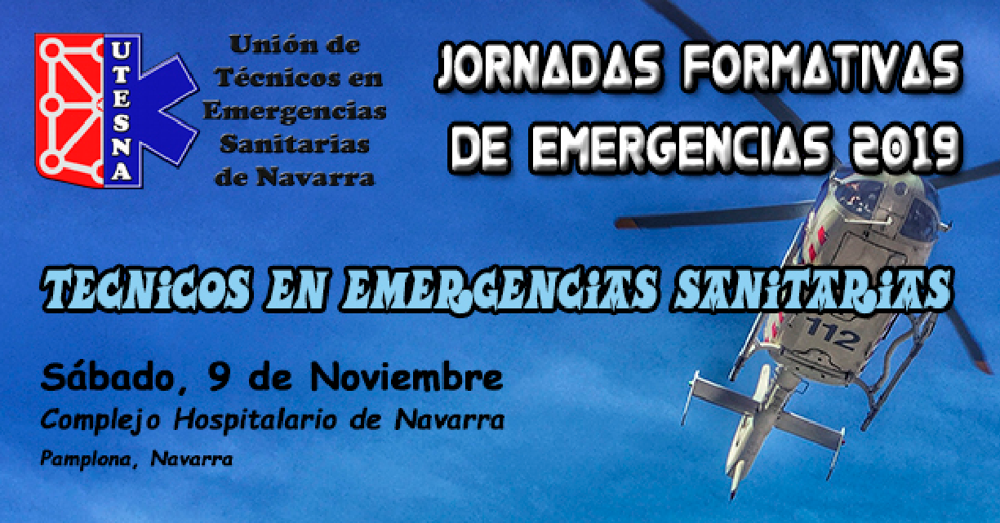 UTESNA
Unión de
Técnicos en
Emergencias
Sanitarias
de Navarra
JORNADAS FORMATIVAS
DE EMERGENCIAS 2019
TECNiCOS EN EMERGENCiAS SANiTARiAS
112
Sábado, 9 de Noviembre
Complejo Hospitalario de Navarra
Pamplona, Navarra